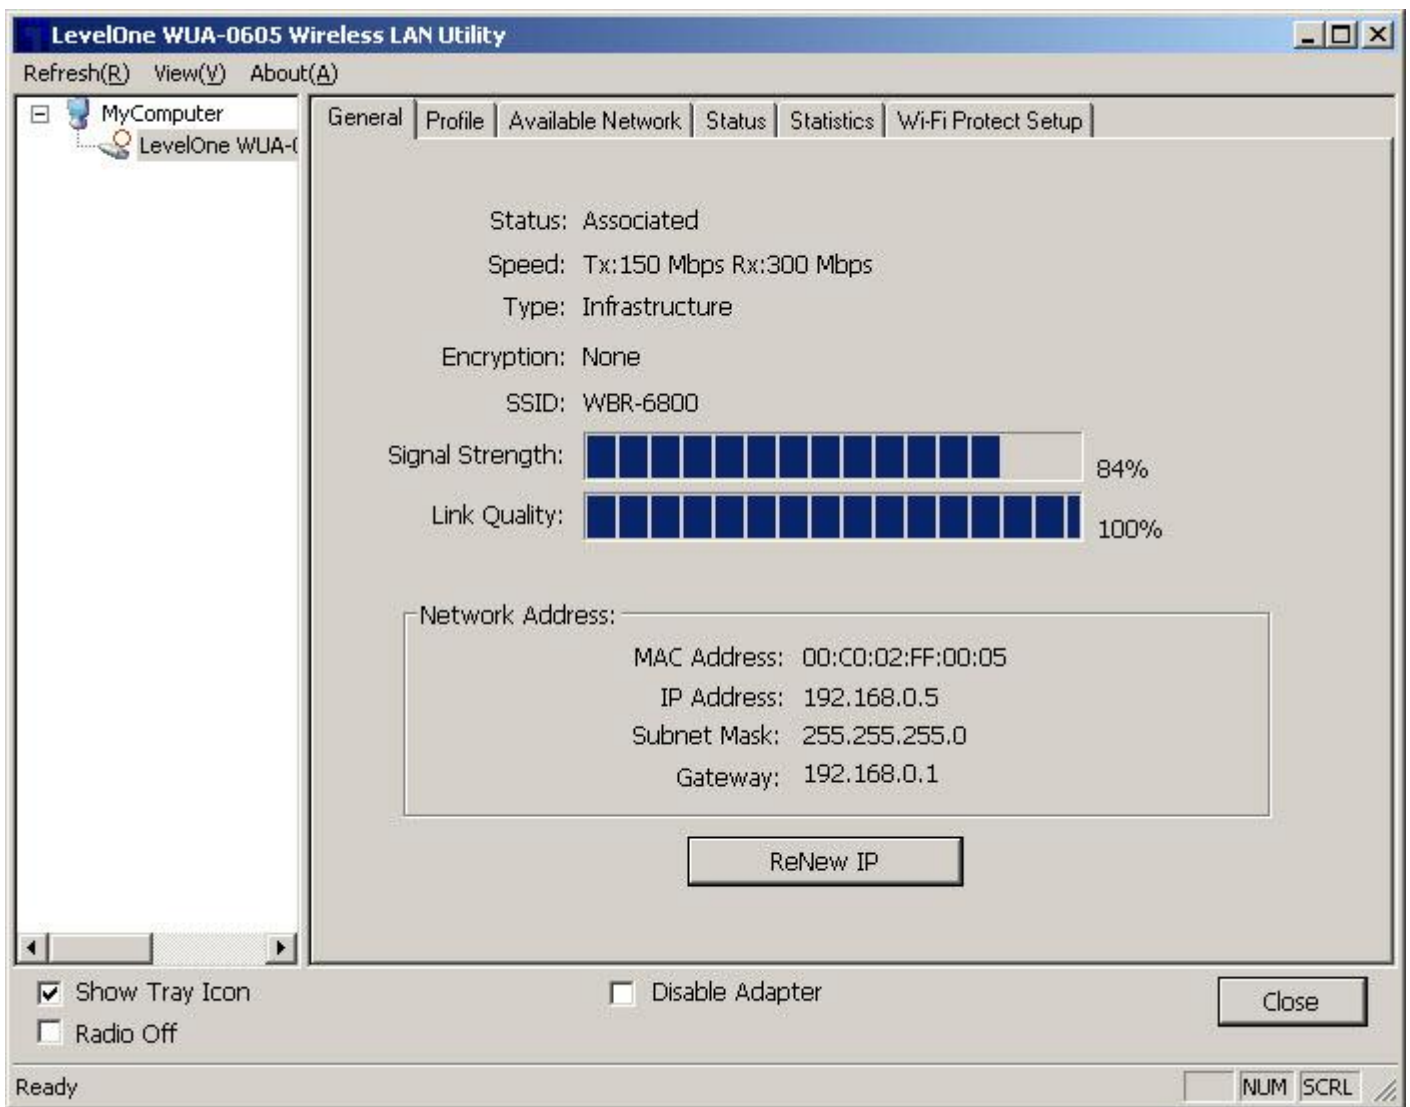 LevelOne WUA-0605 Wireless LAN Utility
Refresh(R) View(V) About(A)
MyComputer
LevelOne WUA-(
General Profile Available Network Status Statistics Wi-Fi Protect Setup
Status: Associated
Speed: Tx:150 Mbps Rx:300 Mbps
Type: Infrastructure
Encryption: None
SSID: WBR-6800
Signal Strength: 84%
Link Quality: 100%
Network Address:
MAC Address: 00:C0:02:FF:00:05
IP Address: 192.168.0.5
Subnet Mask: 255.255.255.0
Gateway: 192.168.0.1
ReNew IP
Show Tray Icon
Disable Adapter
Close
Radio Off
Ready
NUM SCRL